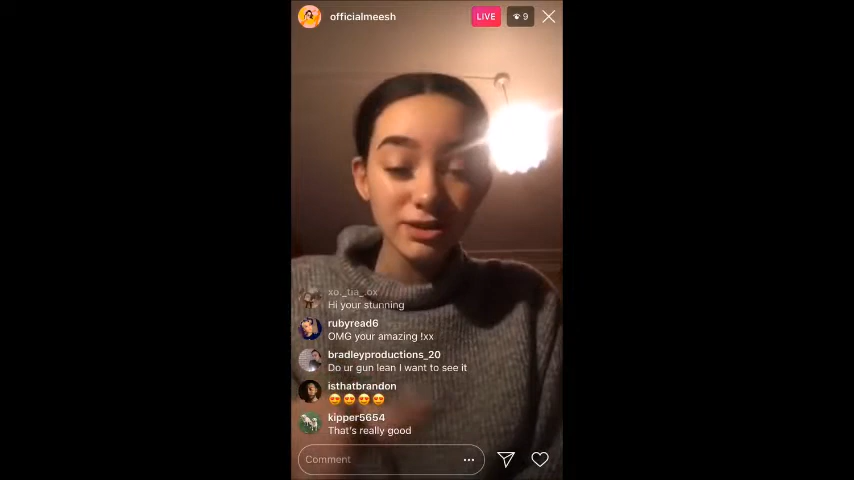 officialmeesh
LIVE
9
xo._tia_.ox
Hi your stunning
rubyread6
OMG your amazing !xx
bradleyproductions_20
Do ur gun lean I want to see it
isthatbrandon
😍😍😍😍
kipper5654
That's really good
Comment